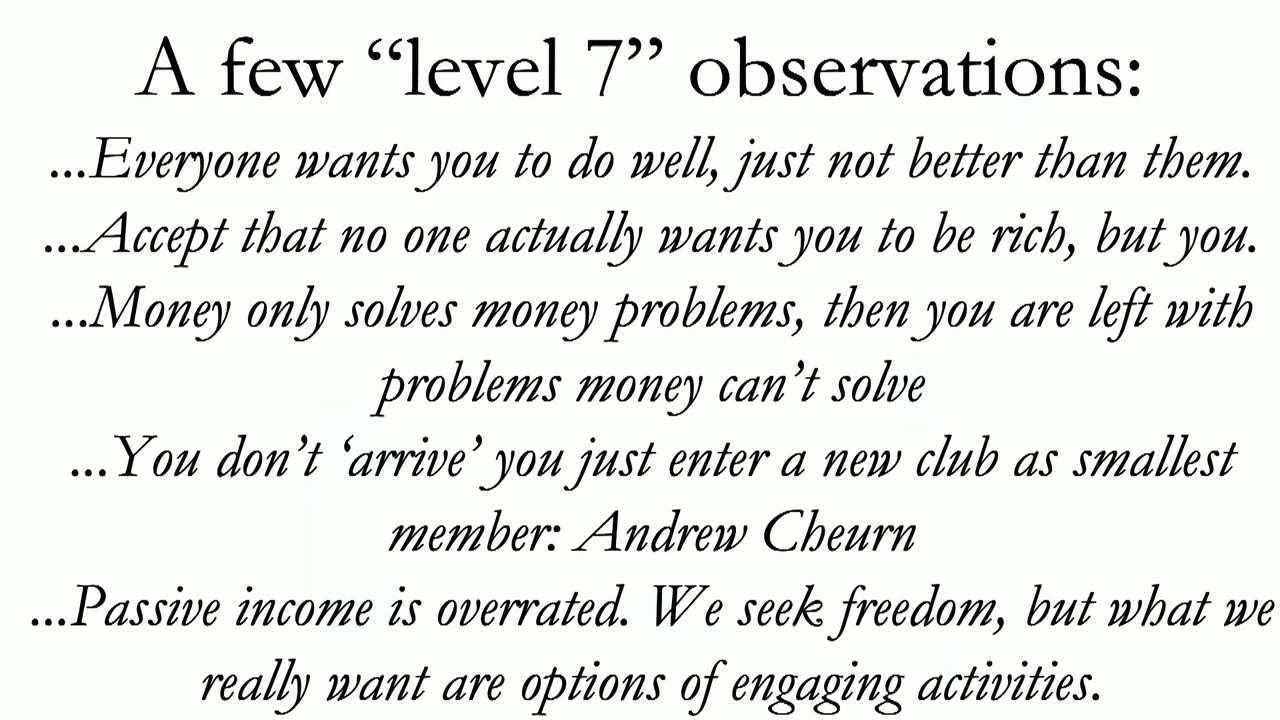 A few “level 7” observations:
...Everyone wants you to do well, just not better than them.
...Accept that no one actually wants you to be rich, but you.
...Money only solves money problems, then you are left with
problems money can’t solve
...You don’t ‘arrive’ you just enter a new club as smallest
member: Andrew Cheurn
...Passive income is overrated. We seek freedom, but what we
really want are options of engaging activities.